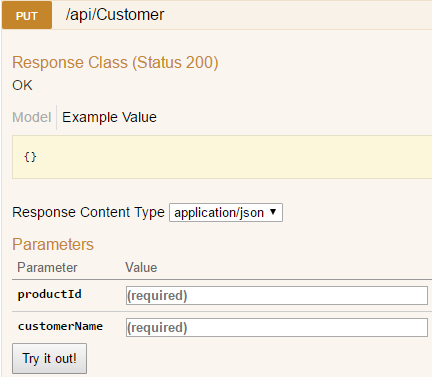 PUT /api/Customer
Response Class (Status 200)
OK
Model Example Value
{}
Response Content Type application/json
Parameters
Parameter Value
productId (required)
customerName (required)
Try it out!